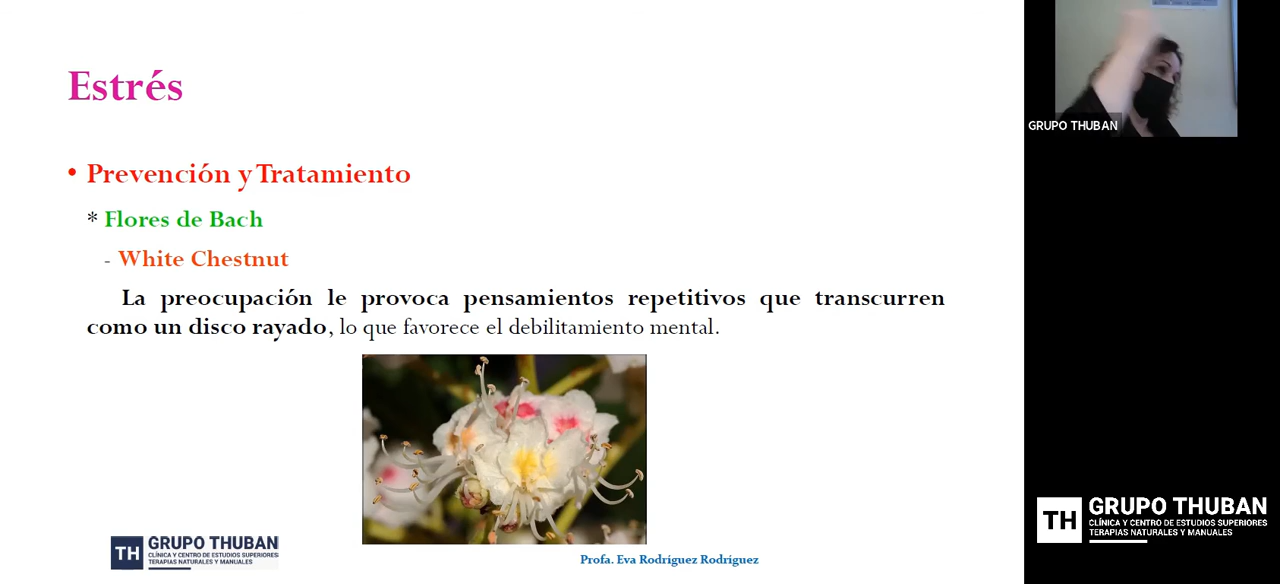 Estrés
• Prevención y Tratamiento
* Flores de Bach
- White Chestnut
La preocupación le provoca pensamientos repetitivos que transcurren
como un disco rayado, lo que favorece el debilitamiento mental.
TH GRUPO THUBAN
CLÍNICA Y CENTRO DE ESTUDIOS SUPERIORES
TERAPIAS NATURALES Y MANUALES
Profa. Eva Rodríguez Rodríguez
GRUPO THUBAN
TH GRUPO THUBAN
CLÍNICA Y CENTRO DE ESTUDIOS SUPERIORES
TERAPIAS NATURALES Y MANUALES